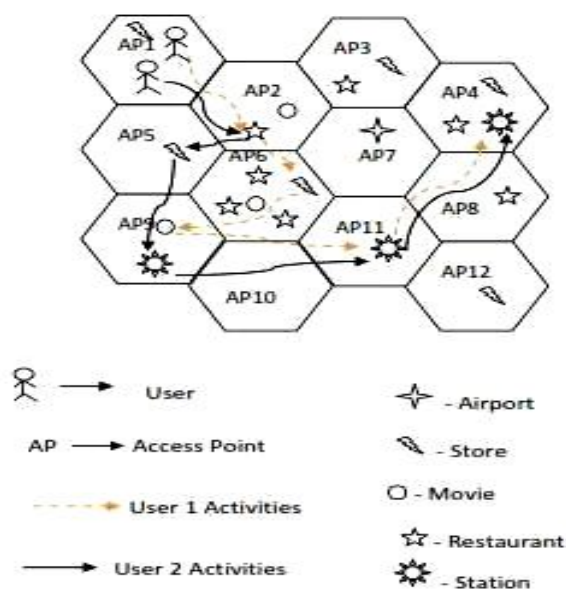 AP1
AP3
AP2
AP4
AP5
AP6
AP7
AP8
AP9
AP11
AP10
AP12
User
- Airport
AP Access Point
- Store
User 1 Activities
- Movie
- Restaurant
User 2 Activities
- Station